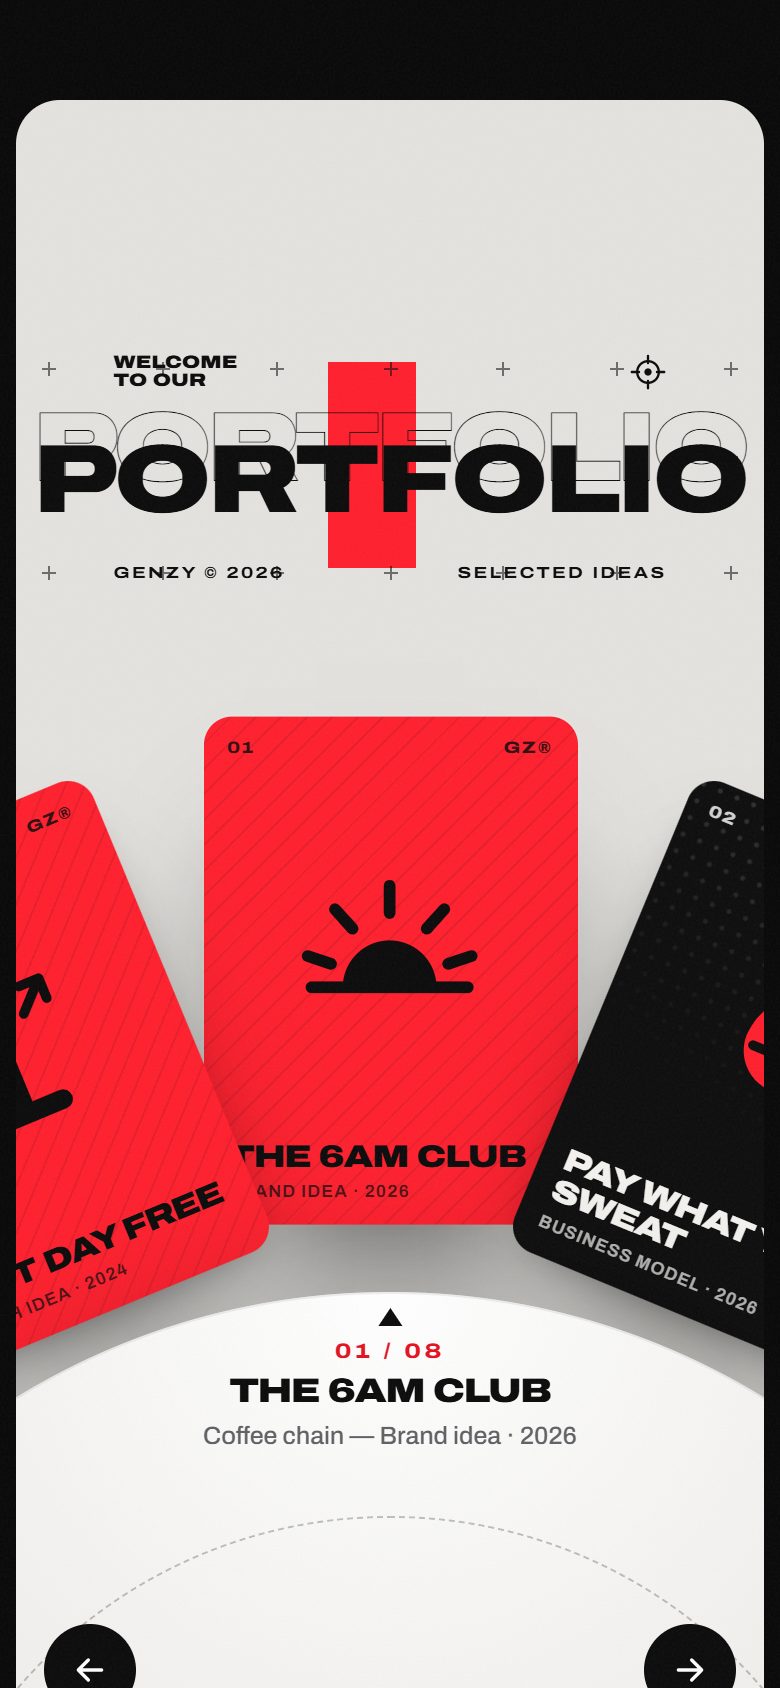 WELCOME
TO OUR
PORTFOLIO
GENZY © 2026
SELECTED IDEAS
01
GZ®
THE 6AM CLUB
AND IDEA · 2026
GZ®
T DAY FREE
IDEA · 2024
02
PAY WHAT
SWEAT
BUSINESS MODEL · 2026
01 / 08
THE 6AM CLUB
Coffee chain — Brand idea · 2026